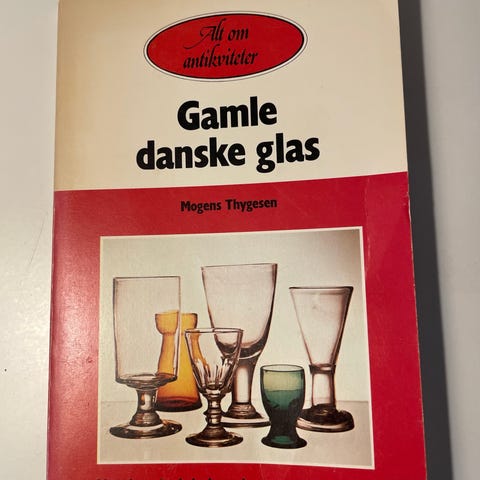 Alt om
antikviteter
Gamle
danske glas
Mogens Thygesen